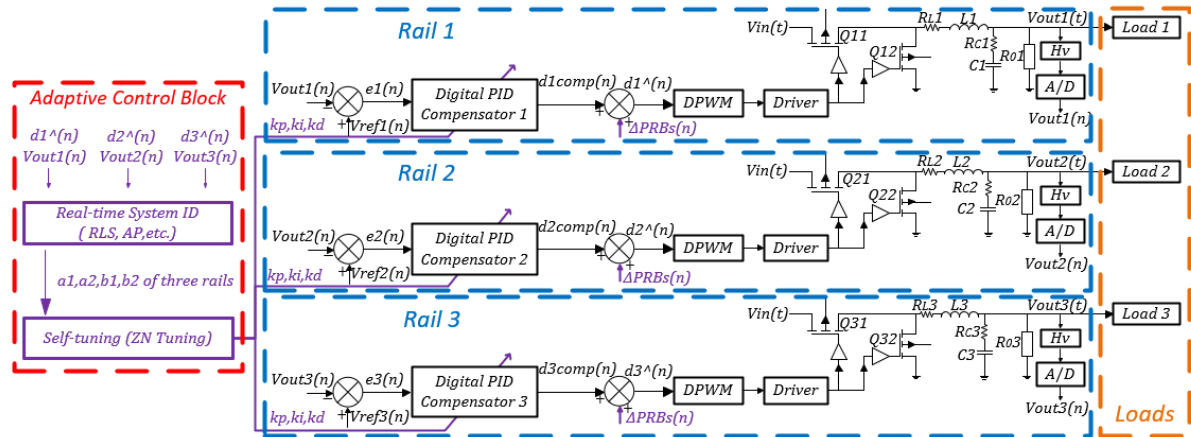 Adaptive Control Block
d1^(n) d2^(n) d3^(n)
Vout1(n) Vout2(n) Vout3(n)
Real-time System ID
( RLS, AP,etc.)
a1,a2,b1,b2 of three rails
Self-tuning (ZN Tuning)
Rail 1
Vout1(n)
e1(n)
Vref1(n)
kp,ki,kd
Digital PID
Compensator 1
d1comp(n)
d1^(n)
ΔPRBs(n)
DPWM
Driver
Vin(t)
Q11
Q12
RL1
L1
RC1
C1
Ro1
Vout1(t)
Hv
A/D
Vout1(n)
Rail 2
Vout2(n)
e2(n)
Vref2(n)
kp,ki,kd
Digital PID
Compensator 2
d2comp(n)
d2^(n)
ΔPRBs(n)
DPWM
Driver
Vin(t)
Q21
Q22
RL2
L2
RC2
C2
Ro2
Vout2(t)
Hv
A/D
Vout2(n)
Rail 3
Vout3(n)
e3(n)
Vref3(n)
kp,ki,kd
Digital PID
Compensator 3
d3comp(n)
d3^(n)
ΔPRBs(n)
DPWM
Driver
Vin(t)
Q31
Q32
RL3
L3
RC3
C3
Ro3
Vout3(t)
Hv
A/D
Vout3(n)
Load 1
Load 2
Load 3
Loads